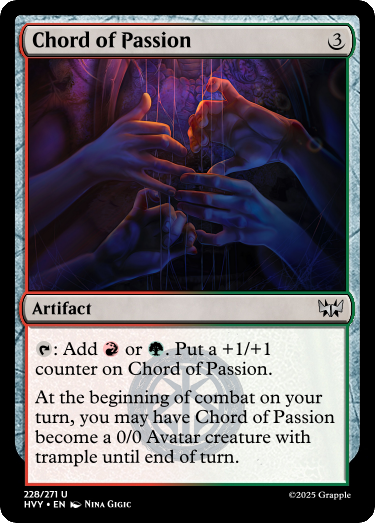 Chord of Passion 3
Artifact
: Add or . Put a +1/+1
counter on Chord of Passion.
At the beginning of combat on your
turn, you may have Chord of Passion
become a 0/0 Avatar creature with
trample until end of turn.
228/271 U
HVY • EN Nina Gigic
©2025 Grapple